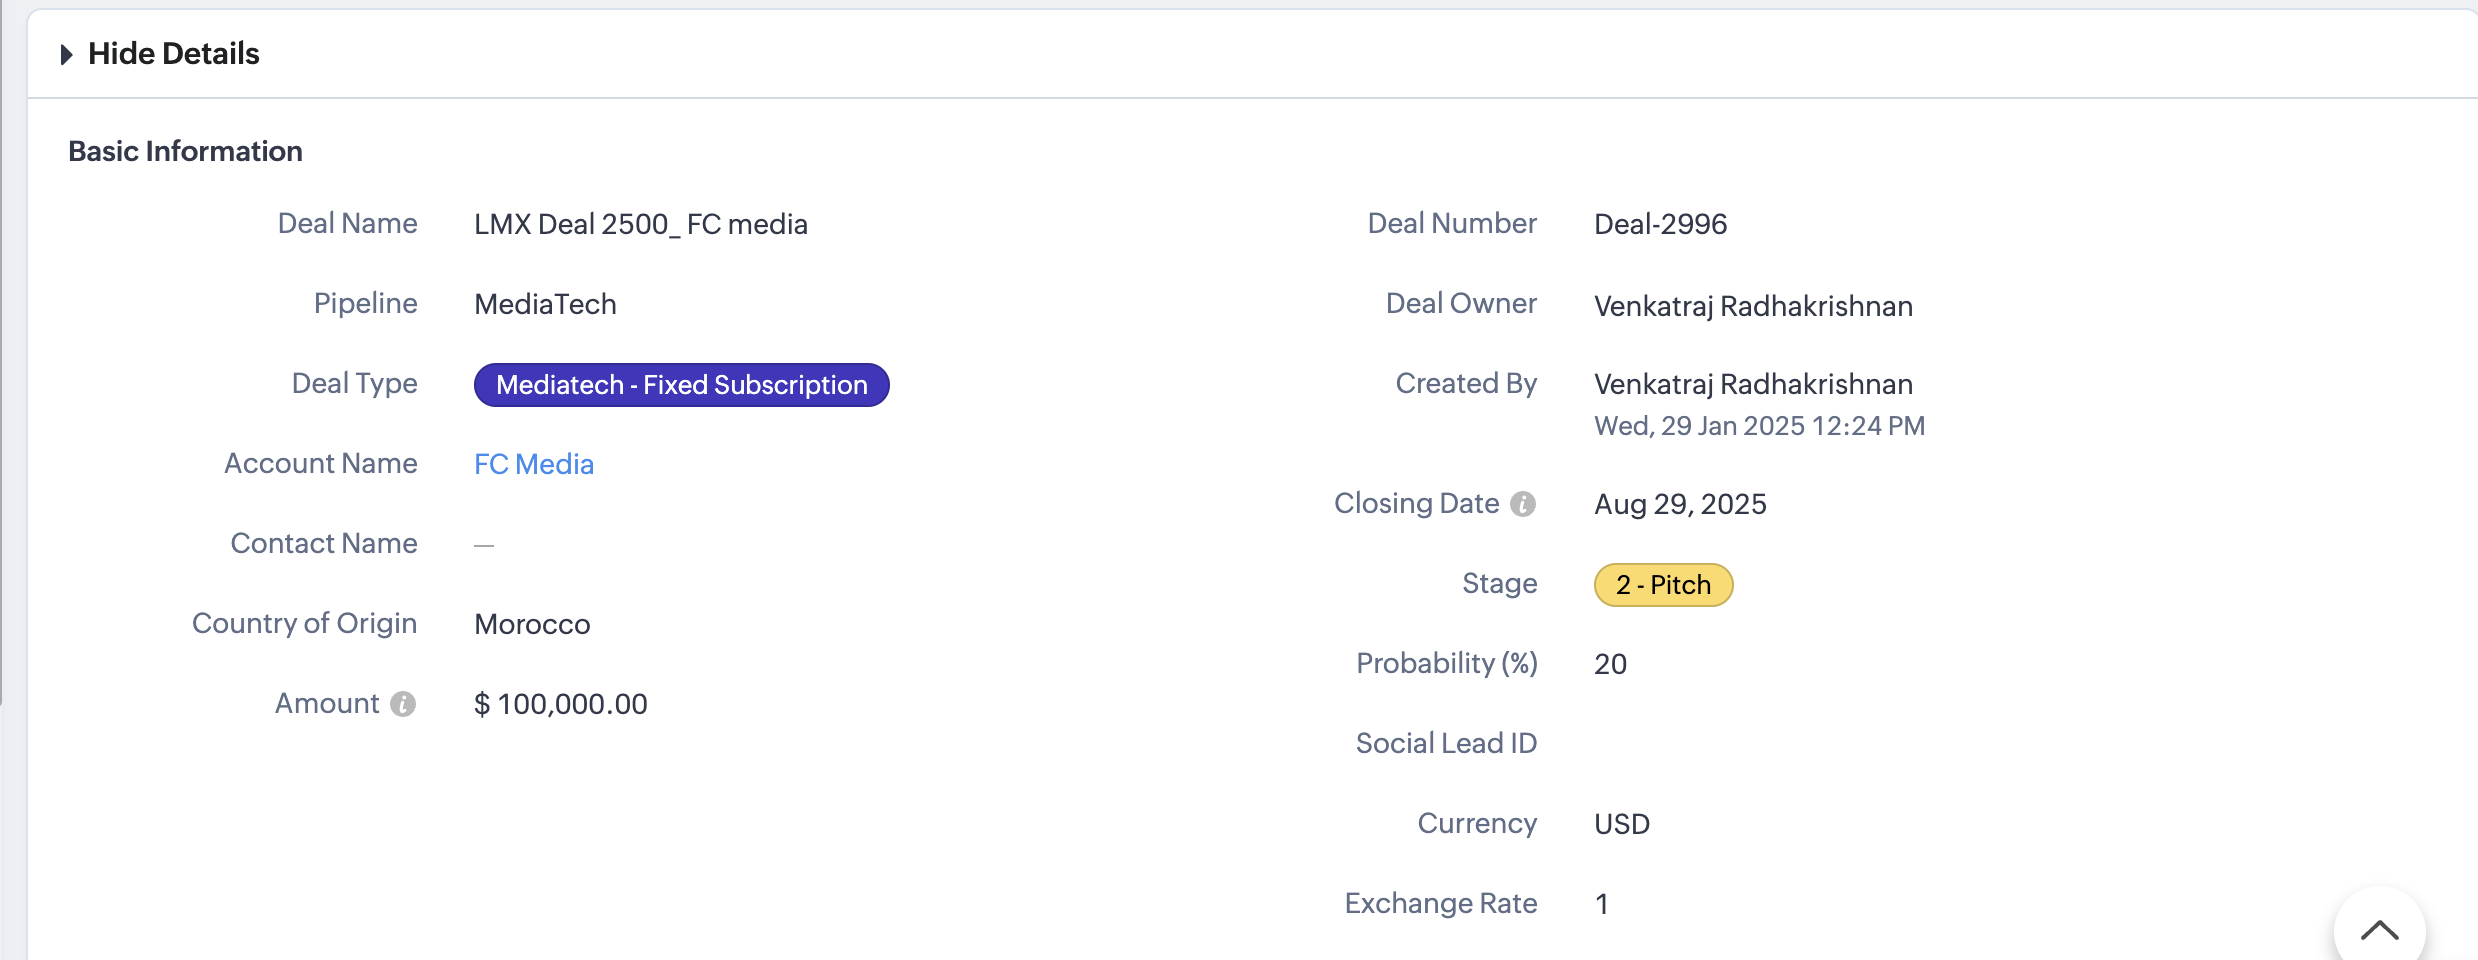 Hide Details
Basic Information
Deal Name LMX Deal 2500_ FC media
Pipeline MediaTech
Deal Type Mediatech - Fixed Subscription
Account Name FC Media
Contact Name —
Country of Origin Morocco
Amount $ 100,000.00
Deal Number Deal-2996
Deal Owner Venkatraj Radhakrishnan
Created By Venkatraj Radhakrishnan
Wed, 29 Jan 2025 12:24 PM
Closing Date Aug 29, 2025
Stage 2 - Pitch
Probability (%) 20
Social Lead ID
Currency USD
Exchange Rate 1